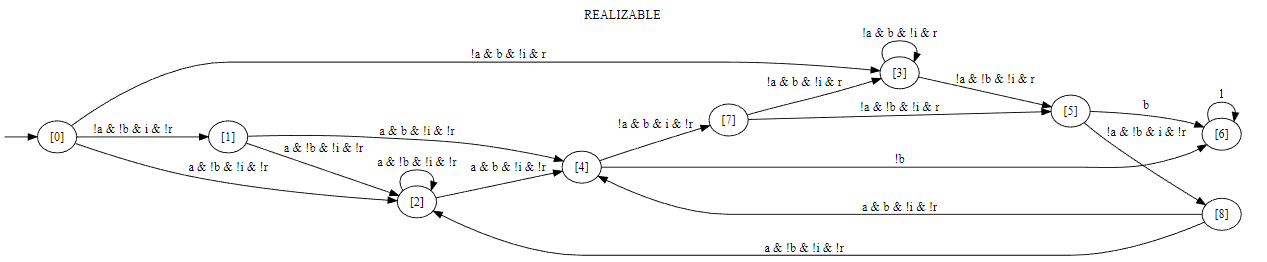 REALIZABLE
!a & b & !i & r
!a & b & !i & r
[3]
!a & b & !i & r
!a & !b & !i & r
[7]
!a & !b & !i & r
[5]
b
1
[6]
!a & !b & i & !r
[0]
!a & !b & i & !r
[1]
a & b & !i & !r
a & !b & !i & !r
!a & b & i & !r
a & !b & !i & !r
a & !b & !i & !r
[2]
a & b & !i & !r
[4]
!b
a & b & !i & !r
[8]
a & !b & !i & !r